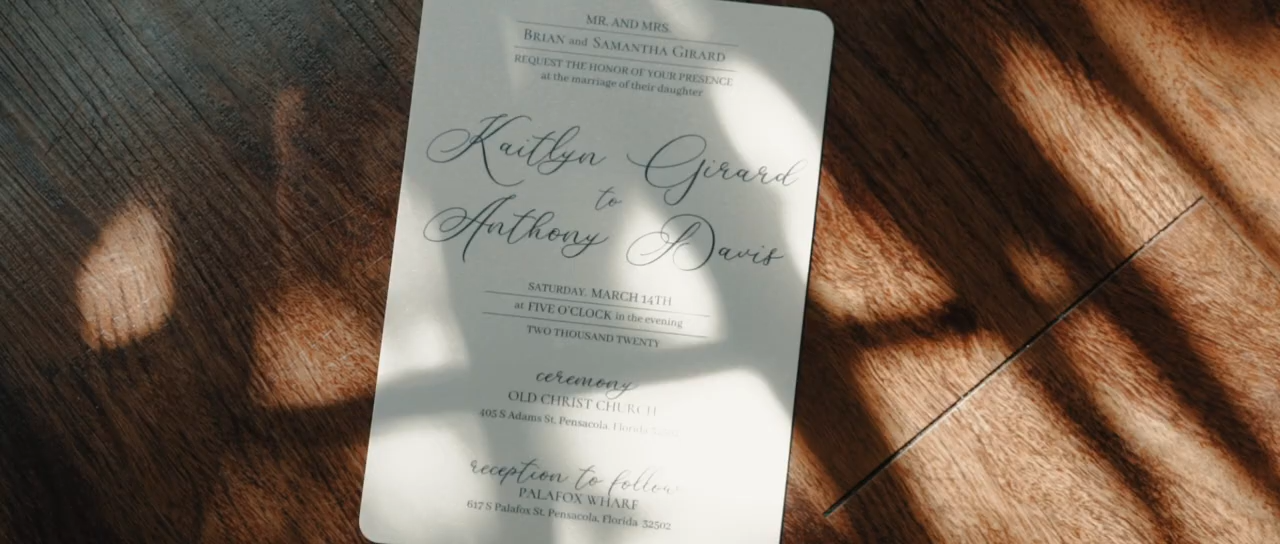 MR. AND MRS.
BRIAN and SAMANTHA GIRARD
REQUEST THE HONOR OF YOUR PRESENCE
at the marriage of their daughter
Kaitlyn Girard
to
Anthony Davis
SATURDAY, MARCH 14TH
at FIVE O'CLOCK in the evening
TWO THOUSAND TWENTY
ceremony
OLD CHRIST CHURCH
405 S Adams St, Pensacola, Florida
reception to follow
PALAFOX WHARF
617 S Palafox St, Pensacola, Florida 32502